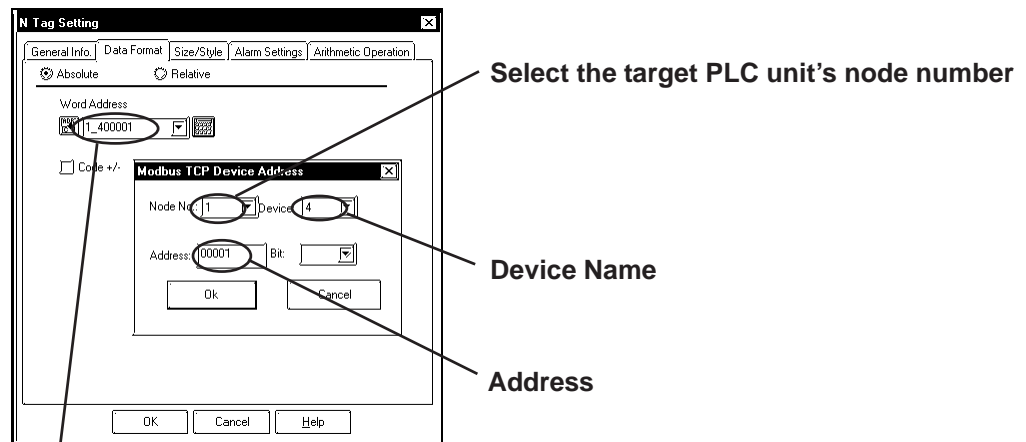 N Tag Setting
General Info. Data Format Size/Style Alarm Settings Arithmetic Operation
Absolute Relative
Word Address
1_400001
Code +/-
Modbus TCP Device Address
Node No.: 1 Device 4
Address: 00001 Bit:
Ok Cancel
OK Cancel Help
Select the target PLC unit's node number
Device Name
Address